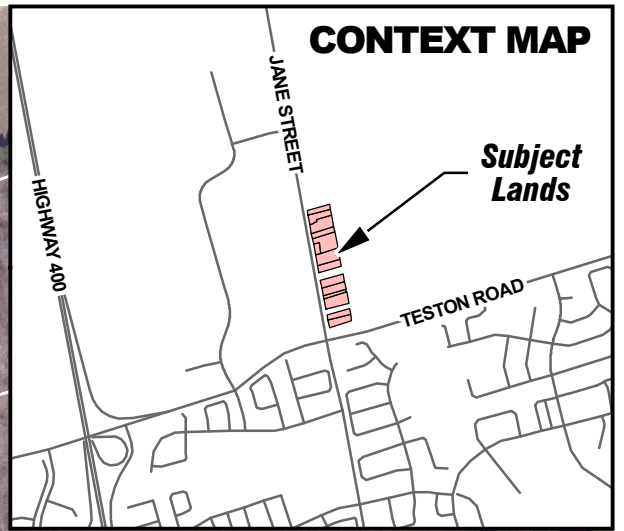 CONTEXT MAP
JANE STREET
Subject
Lands
HIGHWAY 400
TESTON ROAD